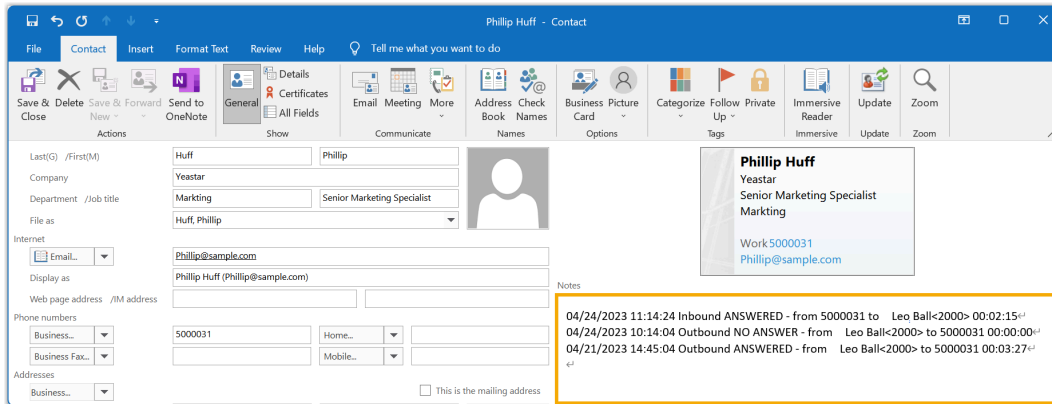 Phillip Huff - Contact
File Contact Insert Format Text Review Help Tell me what you want to do
Save & Close
Delete
Save & New
Forward
Send to OneNote
Actions
General
Details
Certificates
All Fields
Show
Email
Meeting
More
Communicate
Address Book
Check Names
Names
Business Card
Picture
Options
Categorize
Follow Up
Private
Tags
Immersive Reader
Immersive
Update
Update
Zoom
Zoom
Last(G) /First(M) Huff Phillip
Company Yeastar
Department /Job title Markting Senior Marketing Specialist
File as Huff, Phillip
Internet
Email... Phillip@sample.com
Display as Phillip Huff (Phillip@sample.com)
Web page address /IM address
Phone numbers
Business... 5000031 Home...
Business Fax... Mobile...
Addresses
Business... This is the mailing address
Phillip Huff
Yeastar
Senior Marketing Specialist
Markting
Work 5000031
Phillip@sample.com
Notes
04/24/2023 11:14:24 Inbound ANSWERED - from 5000031 to Leo Ball<2000> 00:02:15
04/24/2023 10:14:04 Outbound NO ANSWER - from Leo Ball<2000> to 5000031 00:00:00
04/21/2023 14:45:04 Outbound ANSWERED - from Leo Ball<2000> to 5000031 00:03:27